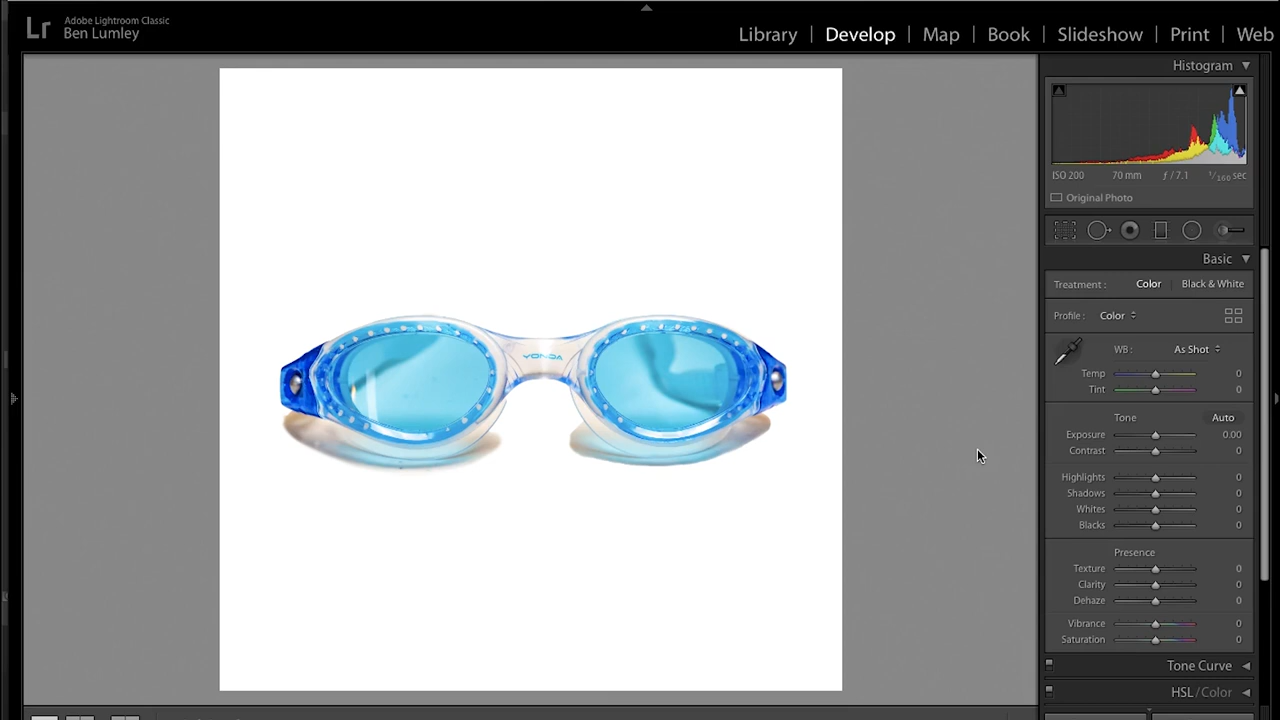 Lr
Adobe Lightroom Classic
Ben Lumley
Library | Develop | Map | Book | Slideshow | Print | Web
Histogram
ISO 200 70 mm ƒ / 7.1 1/160 sec
Original Photo
Basic
Treatment : Color | Black & White
Profile : Color
WB : As Shot
Temp 0
Tint 0
Tone Auto
Exposure 0.00
Contrast 0
Highlights 0
Shadows 0
Whites 0
Blacks 0
Presence
Texture 0
Clarity 0
Dehaze 0
Vibrance 0
Saturation 0
Tone Curve
HSL / Color
YONDA